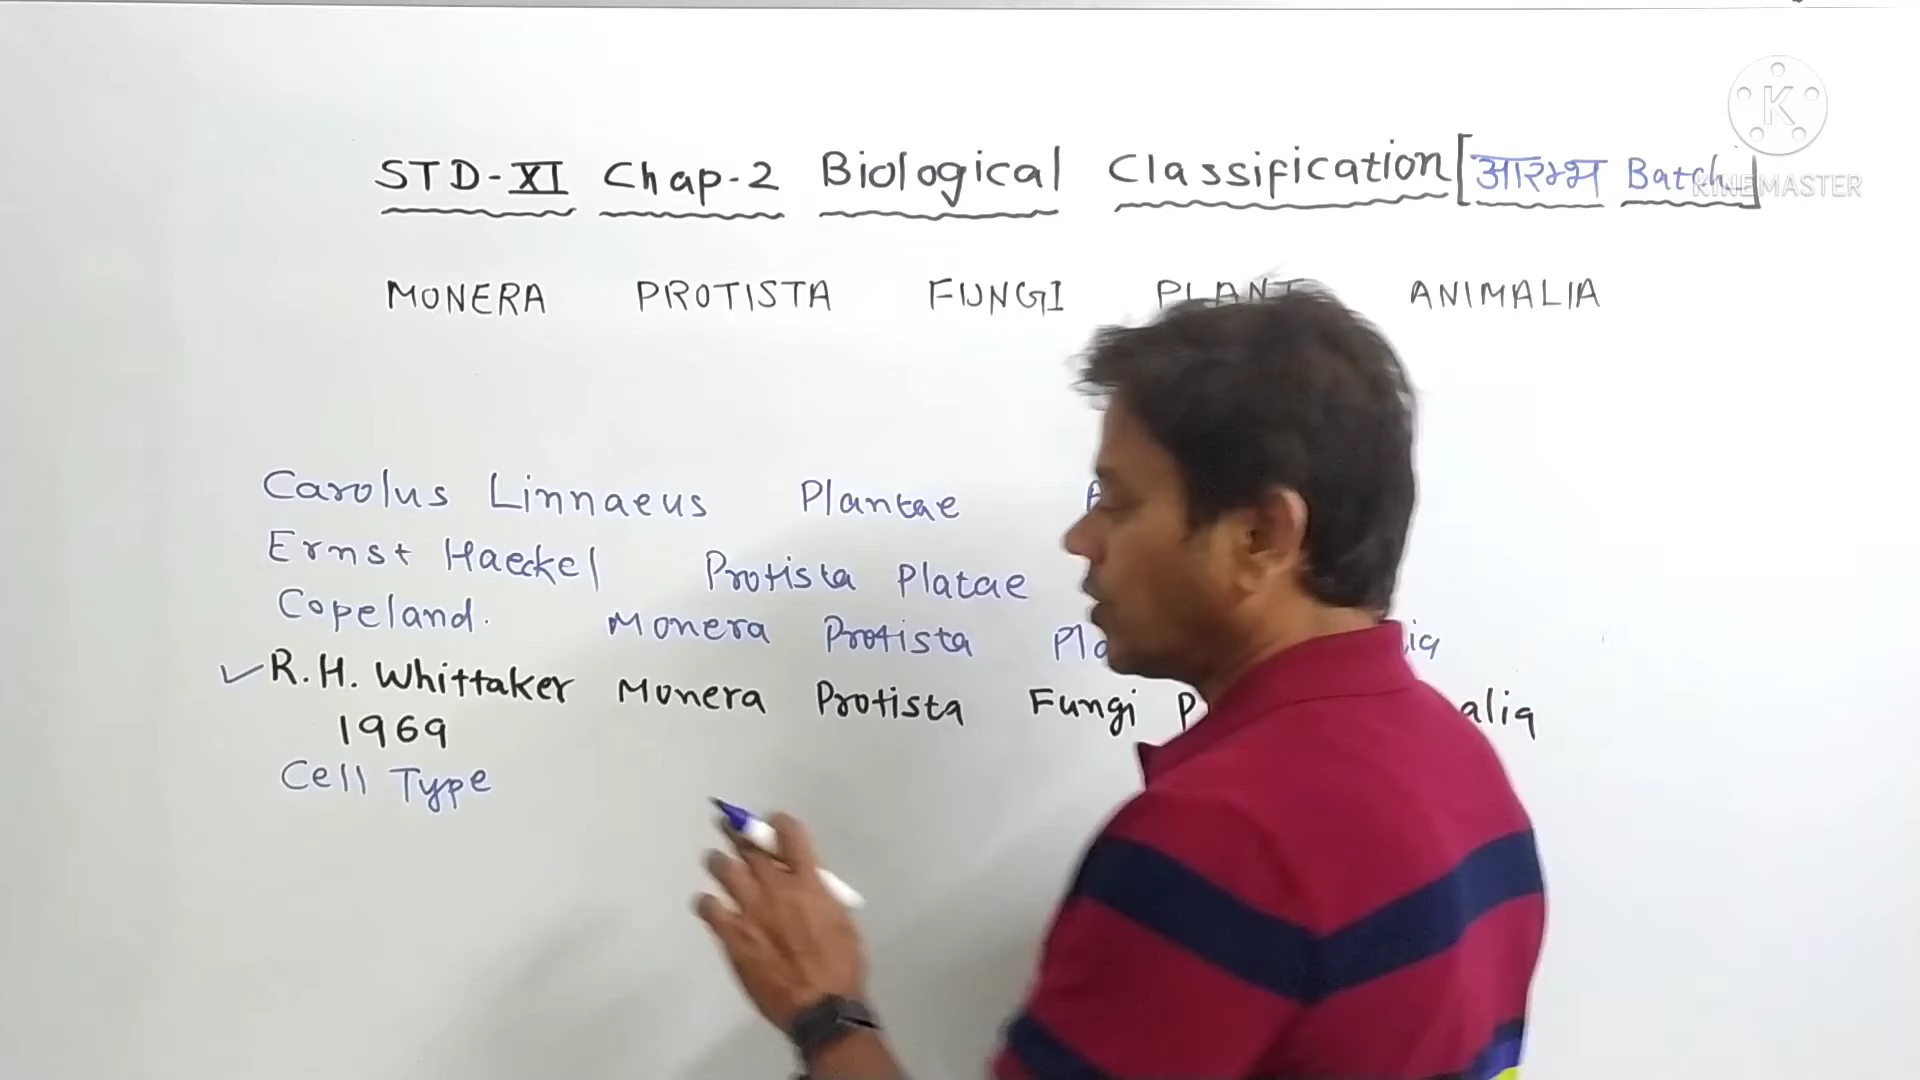 STD-XI Chap-2 Biological Classification [आरम्भ Batch]
KINEMASTER
MONERA PROTISTA FUNGI PLANT ANIMALIA
Carolus Linnaeus Plantae
Ernst Haeckel Protista Platae
Copeland. Monera Protista
R.H. Whittaker Monera Protista Fungi
1969
Cell Type